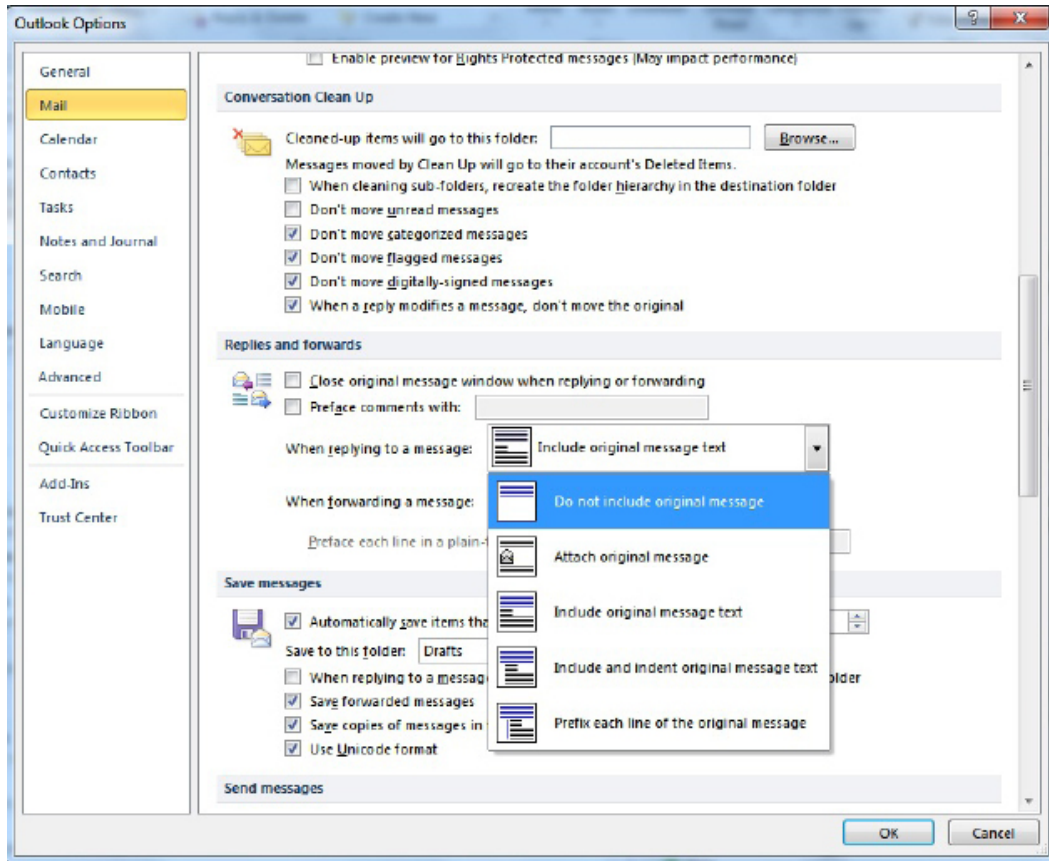 Outlook Options
General
Mail
Calendar
Contacts
Tasks
Notes and Journal
Search
Mobile
Language
Advanced
Customize Ribbon
Quick Access Toolbar
Add-Ins
Trust Center
Enable preview for Rights Protected messages (May impact performance)
Conversation Clean Up
Cleaned-up items will go to this folder:
Browse...
Messages moved by Clean Up will go to their account's Deleted Items.
When cleaning sub-folders, recreate the folder hierarchy in the destination folder
Don't move unread messages
Don't move categorized messages
Don't move flagged messages
Don't move digitally-signed messages
When a reply modifies a message, don't move the original
Replies and forwards
Close original message window when replying or forwarding
Preface comments with:
When replying to a message: Include original message text
When forwarding a message:
Do not include original message
Attach original message
Include original message text
Include and indent original message text
Prefix each line of the original message
Preface each line in a plain-
Save messages
Automatically save items tha
Save to this folder: Drafts
When replying to a messag
Save forwarded messages
Save copies of messages in
Use Unicode format
Send messages
OK
Cancel